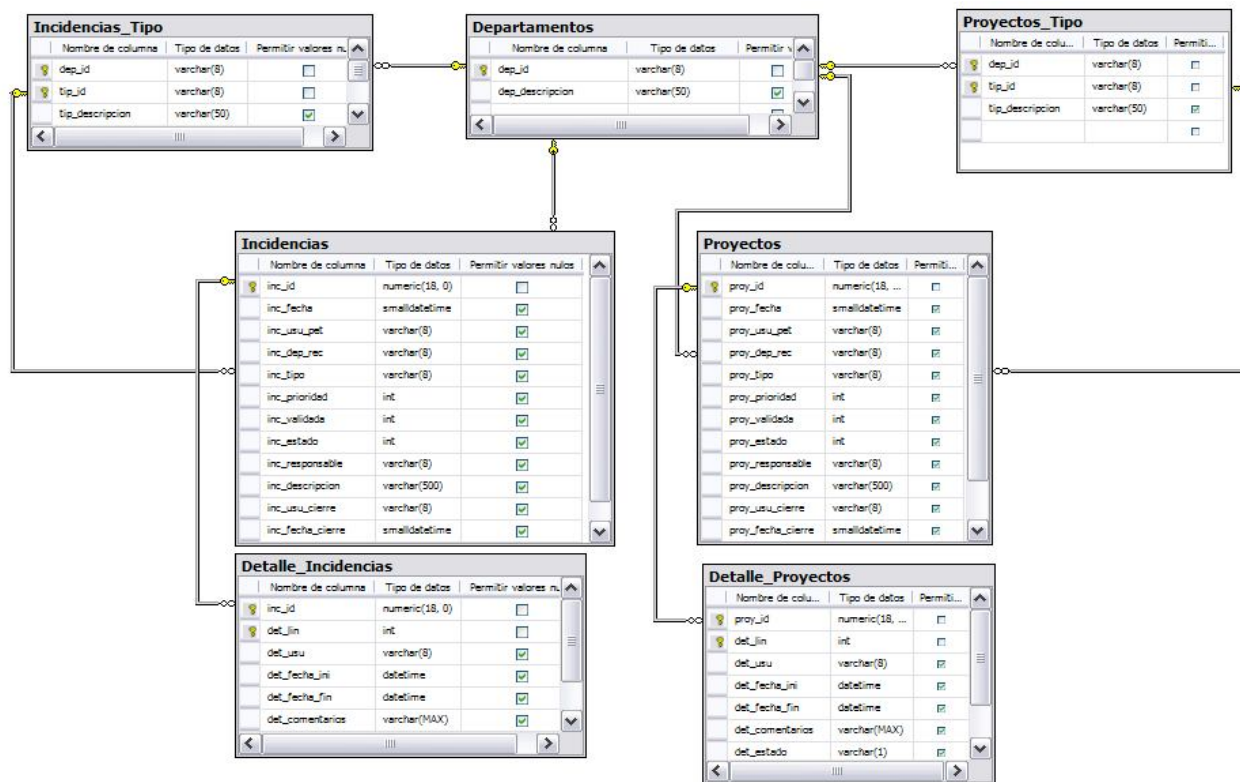 Incidencias_Tipo
Nombre de columna Tipo de datos Permitir valores nu
dep_id varchar(8)
tip_id varchar(8)
tip_descripcion varchar(50)
Departamentos
Nombre de columna Tipo de datos Permitir v
dep_id varchar(8)
dep_descripcion varchar(50)
Proyectos_Tipo
Nombre de colu... Tipo de datos Permiti...
dep_id varchar(8)
tip_id varchar(8)
tip_descripcion varchar(50)
Incidencias
Nombre de columna Tipo de datos Permitir valores nulos
inc_id numeric(18, 0)
inc_fecha smalldatetime
inc_usu_pet varchar(8)
inc_dep_rec varchar(8)
inc_tipo varchar(8)
inc_prioridad int
inc_validada int
inc_estado int
inc_responsable varchar(8)
inc_descripcion varchar(500)
inc_usu_cierre varchar(8)
inc_fecha_cierre smalldatetime
Proyectos
Nombre de colu... Tipo de datos Permiti...
proy_id numeric(18, ...
proy_fecha smalldatetime
proy_usu_pet varchar(8)
proy_dep_rec varchar(8)
proy_tipo varchar(8)
proy_prioridad int
proy_validada int
proy_estado int
proy_responsable varchar(8)
proy_descripcion varchar(500)
proy_usu_cierre varchar(8)
proy_fecha_cierre smalldatetime
Detalle_Incidencias
Nombre de columna Tipo de datos Permitir valores nu
inc_id numeric(18, 0)
det_lin int
det_usu varchar(8)
det_fecha_ini datetime
det_fecha_fin datetime
det_comentarios varchar(MAX)
Detalle_Proyectos
Nombre de colu... Tipo de datos Permiti...
proy_id numeric(18, ...
det_lin int
det_usu varchar(8)
det_fecha_ini datetime
det_fecha_fin datetime
det_comentarios varchar(MAX)
det_estado varchar(1)